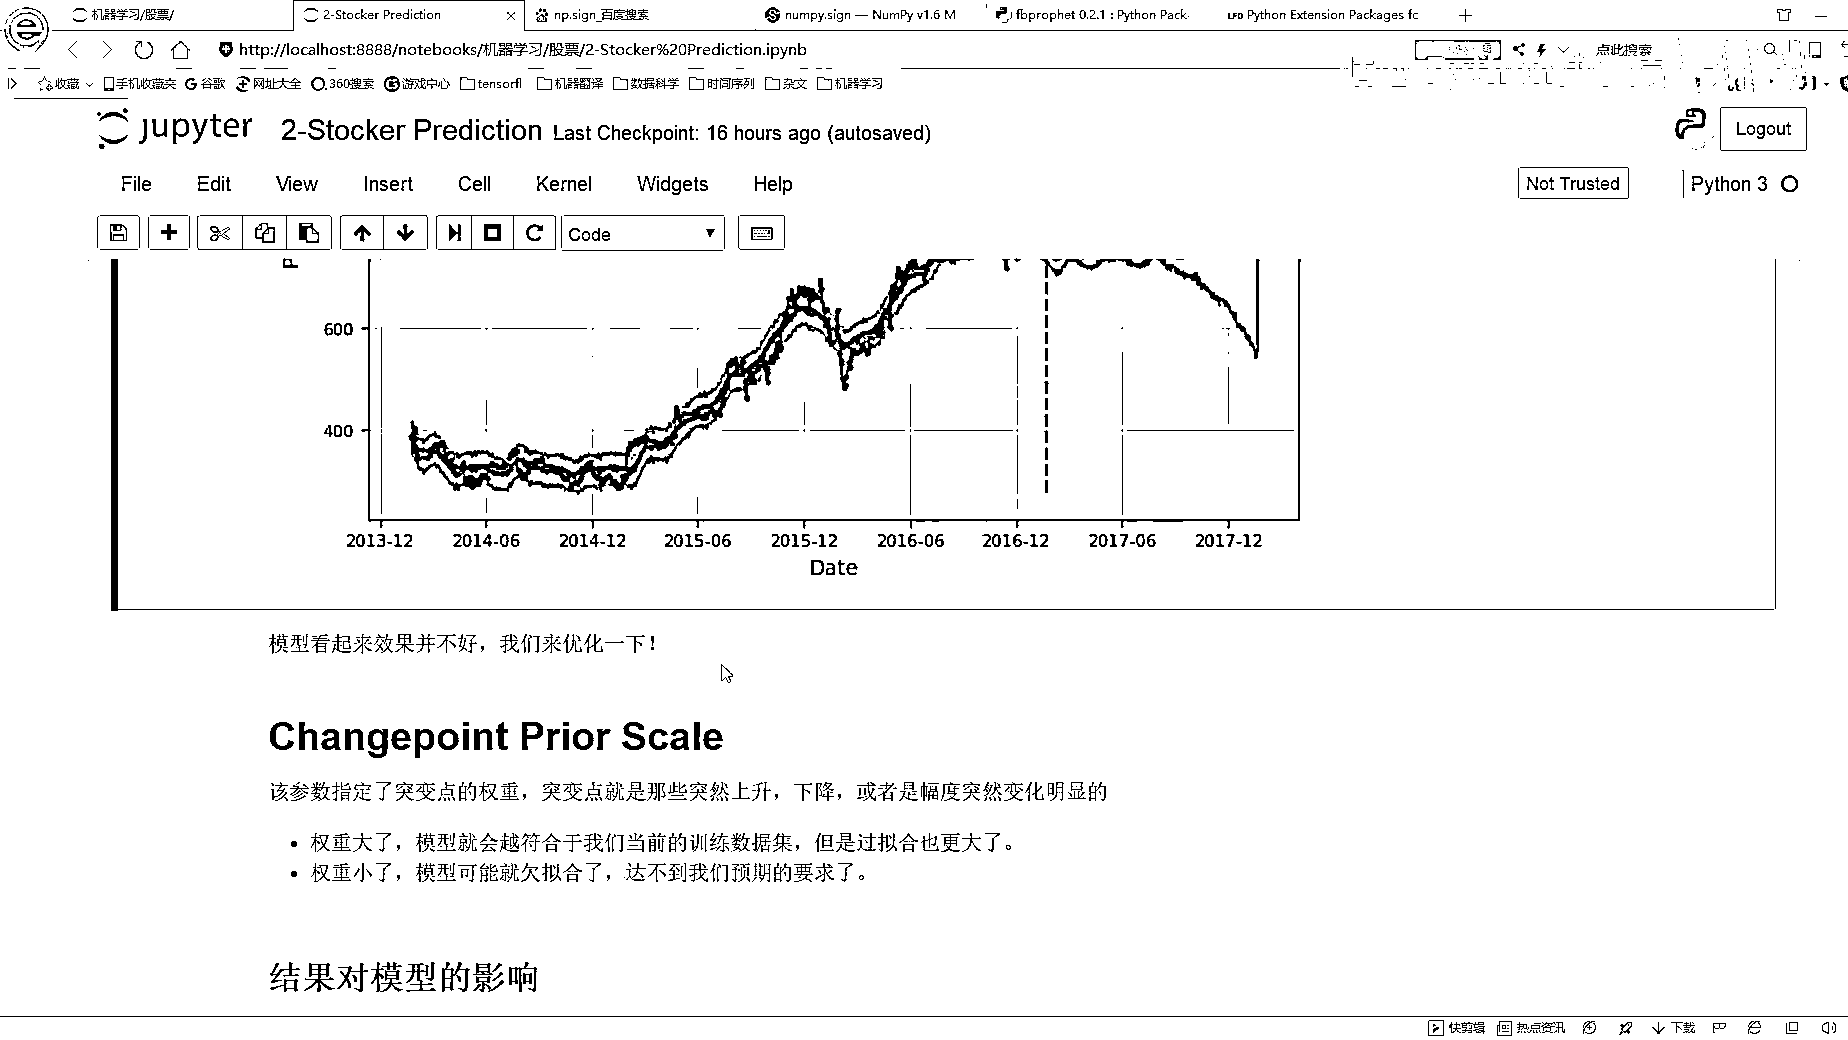 机器学习/股票/
2-Stocker Prediction
np.sign_百度搜索
numpy.sign — NumPy v1.6 M
fbprophet 0.2.1 : Python Pack
LFD Python Extension Packages fo
http://localhost:8888/notebooks/机器学习/股票/2-Stocker%20Prediction.ipynb
点此搜索
收藏
手机收藏夹
谷歌
网址大全
360搜索
游戏中心
tensorfl
机器翻译
数据科学
时间序列
杂文
机器学习
jupyter
2-Stocker Prediction
Last Checkpoint: 16 hours ago (autosaved)
Logout
File
Edit
View
Insert
Cell
Kernel
Widgets
Help
Not Trusted
Python 3
Code
600
400
2013-12
2014-06
2014-12
2015-06
2015-12
2016-06
2016-12
2017-06
2017-12
Date
模型看起来效果并不好，我们来优化一下！
Changepoint Prior Scale
该参数指定了突变点的权重，突变点就是那些突然上升，下降，或者是幅度突然变化明显的
• 权重大了，模型就会越符合于我们当前的训练数据集，但是过拟合也更大了。
• 权重小了，模型可能就欠拟合了，达不到我们预期的要求了。
结果对模型的影响
快剪辑
热点资讯
下载